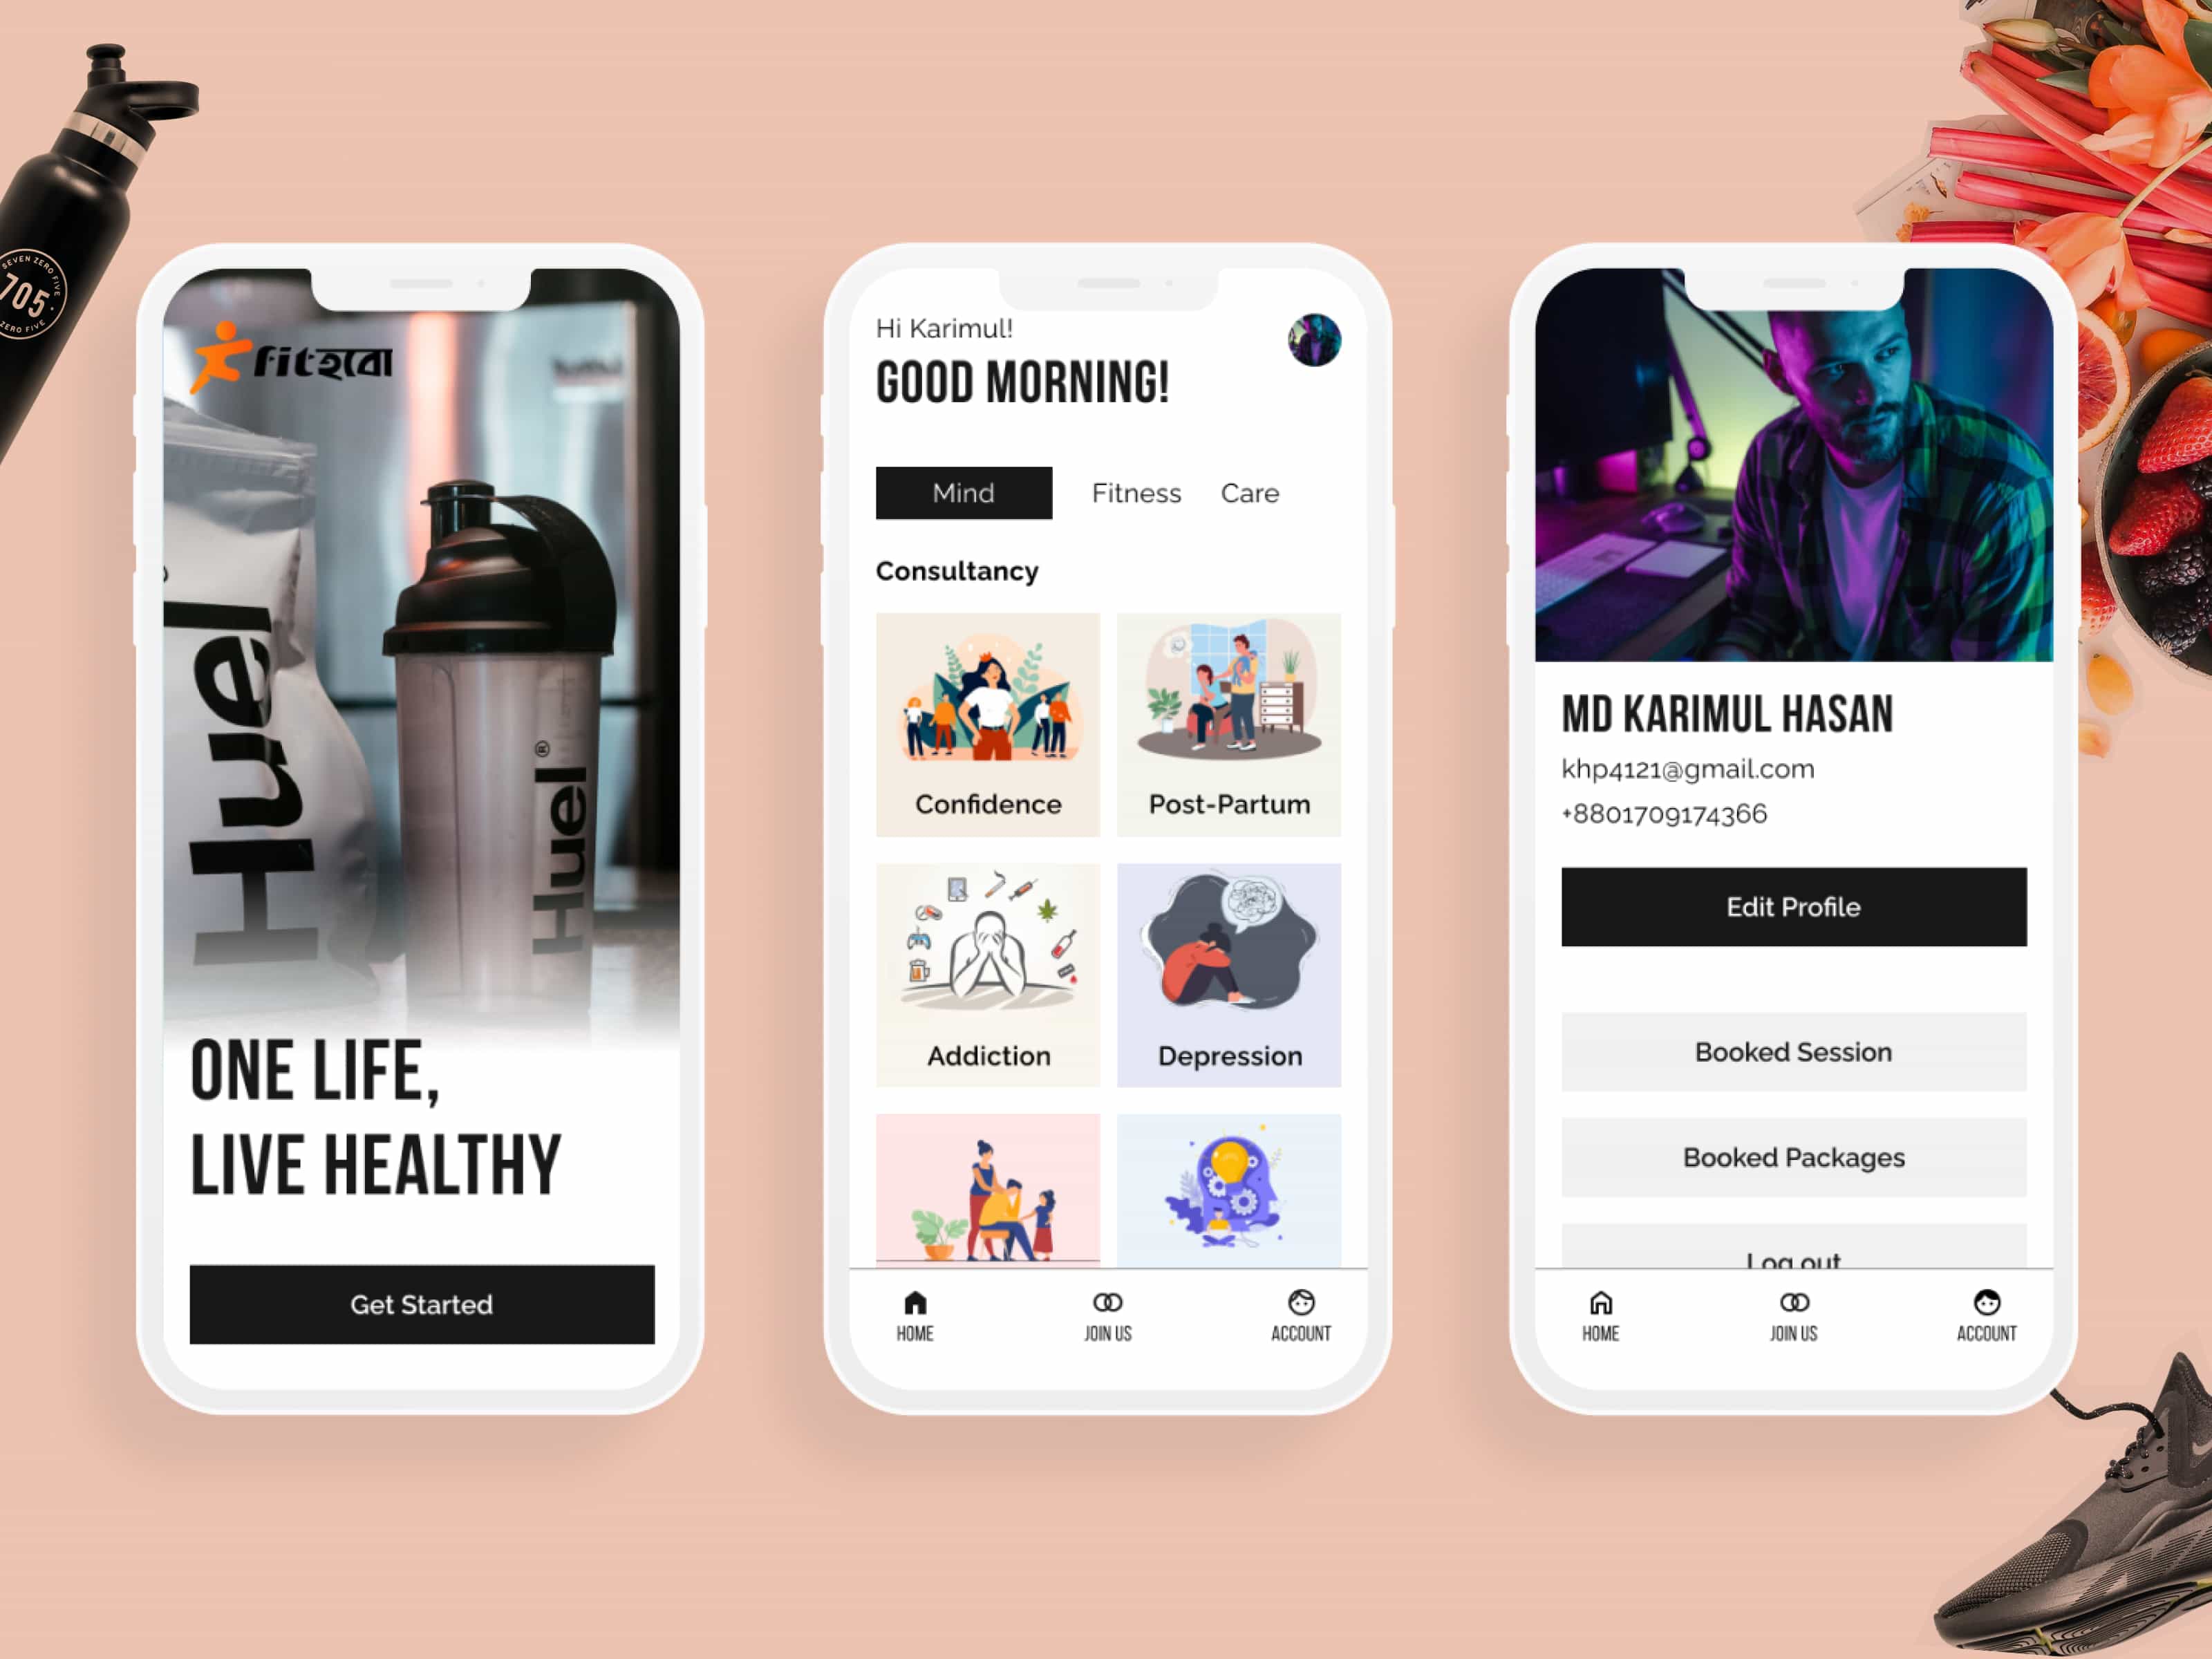 SEVEN ZERO FIVE
705
ZERO FIVE
fitহবো
Huel
Huel®
ONE LIFE,
LIVE HEALTHY
Get Started
Hi Karimul!
GOOD MORNING!
Mind Fitness Care
Consultancy
Confidence Post-Partum
Addiction Depression
HOME JOIN US ACCOUNT
MD KARIMUL HASAN
khp4121@gmail.com
+8801709174366
Edit Profile
Booked Session
Booked Packages
Log out
HOME JOIN US ACCOUNT